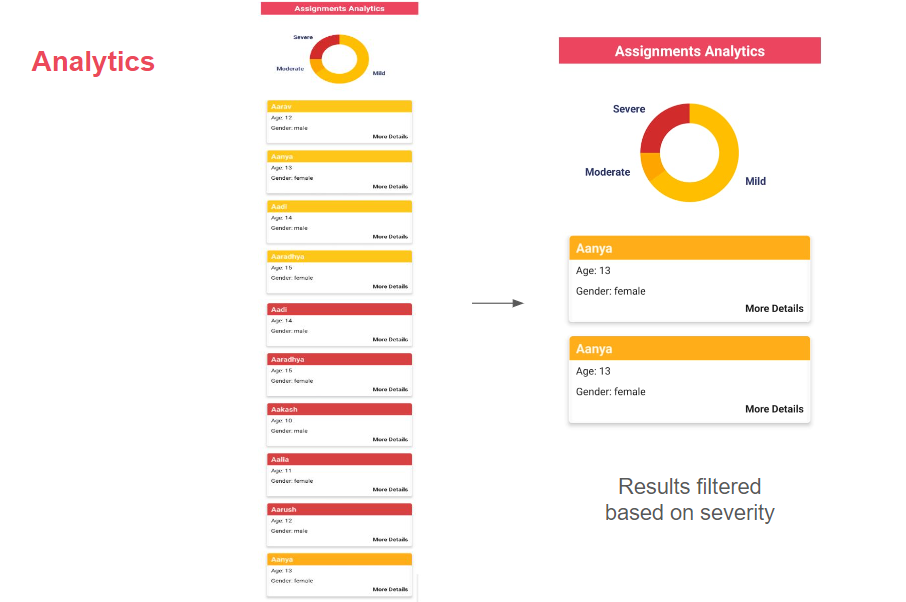 Analytics
Assignments Analytics
Severe
Moderate
Mild
Aarav
Age: 12
Gender: male
More Details
Aanya
Age: 13
Gender: female
More Details
Aadi
Age: 14
Gender: male
More Details
Aaradhya
Age: 15
Gender: female
More Details
Aadi
Age: 14
Gender: male
More Details
Aaradhya
Age: 15
Gender: female
More Details
Aakash
Age: 10
Gender: male
More Details
Aalia
Age: 11
Gender: female
More Details
Aarush
Age: 12
Gender: male
More Details
Aanya
Age: 13
Gender: female
More Details
Assignments Analytics
Severe
Moderate
Mild
Aanya
Age: 13
Gender: female
More Details
Aanya
Age: 13
Gender: female
More Details
Results filtered
based on severity